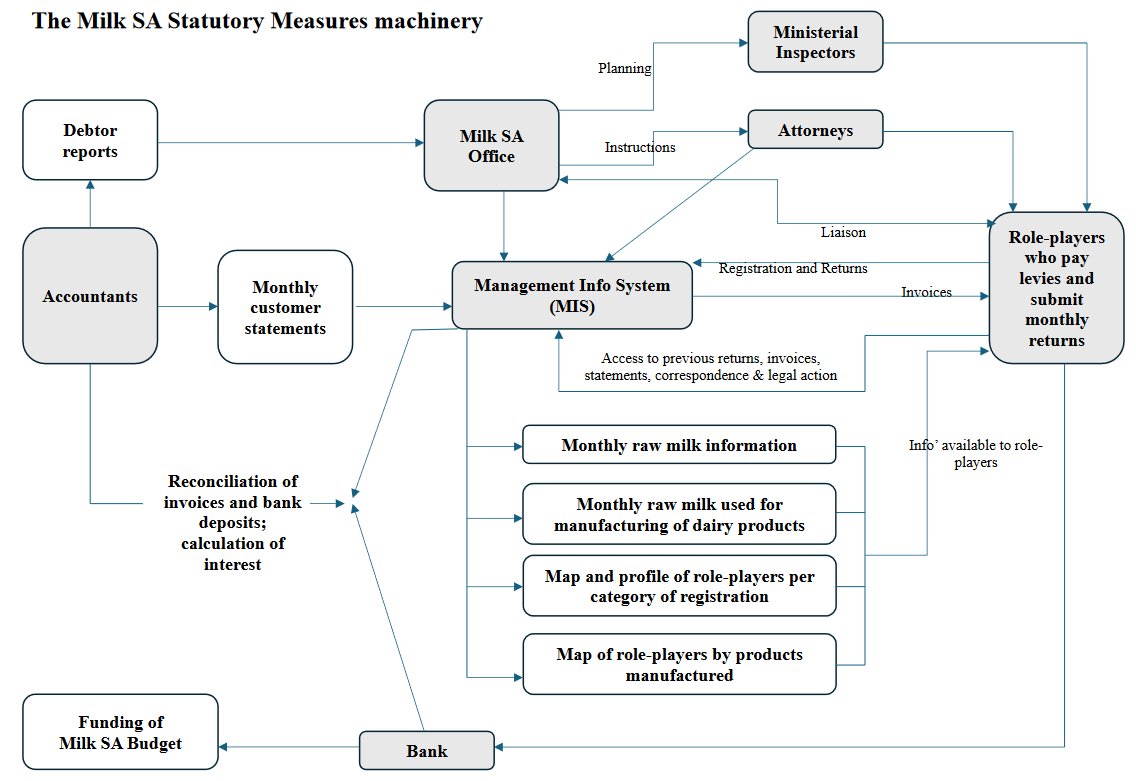 The Milk SA Statutory Measures machinery
Ministerial
Inspectors
Planning
Debtor
reports
Milk SA
Office
Attorneys
Instructions
Liaison
Role-players
who pay
levies and
submit
monthly
returns
Accountants
Monthly
customer
statements
Management Info System
(MIS)
Registration and Returns
Invoices
Access to previous returns, invoices,
statements, correspondence & legal action
Monthly raw milk information
Info’ available to role-
players
Reconciliation of
invoices and bank
deposits;
calculation of
interest
Monthly raw milk used for
manufacturing of dairy products
Map and profile of role-players per
category of registration
Map of role-players by products
manufactured
Funding of
Milk SA Budget
Bank